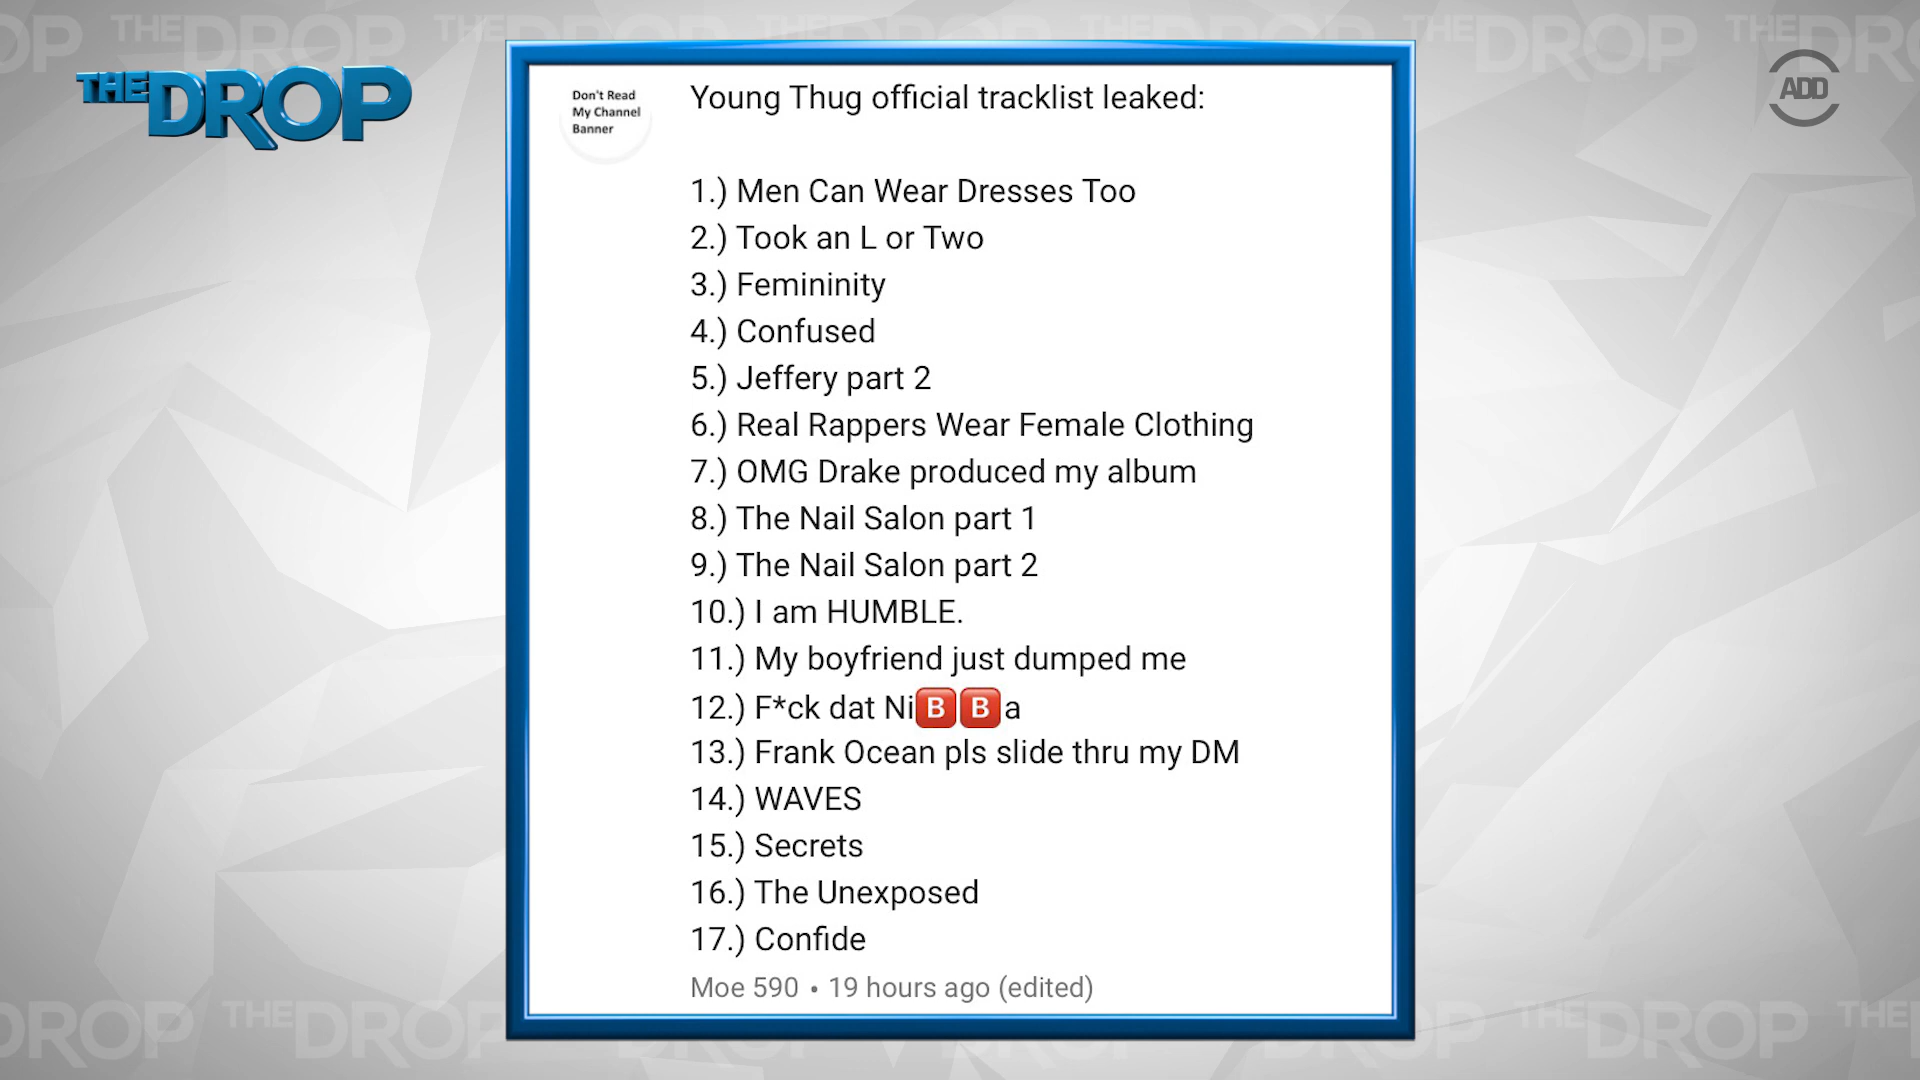 THE DROP
ADD
Don't Read
My Channel
Banner
Young Thug official tracklist leaked:
1.) Men Can Wear Dresses Too
2.) Took an L or Two
3.) Femininity
4.) Confused
5.) Jeffery part 2
6.) Real Rappers Wear Female Clothing
7.) OMG Drake produced my album
8.) The Nail Salon part 1
9.) The Nail Salon part 2
10.) I am HUMBLE.
11.) My boyfriend just dumped me
12.) F*ck dat Ni🅱🅱a
13.) Frank Ocean pls slide thru my DM
14.) WAVES
15.) Secrets
16.) The Unexposed
17.) Confide
Moe 590 • 19 hours ago (edited)